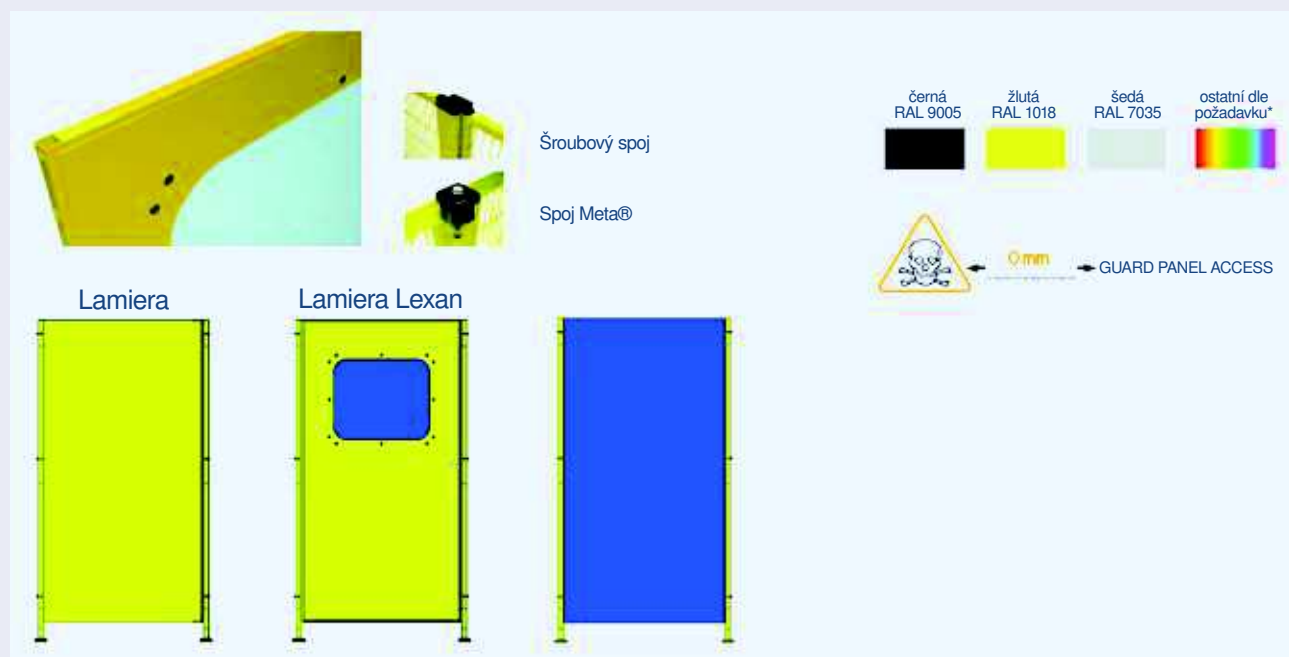 Šroubový spoj
Spoj Meta®
černá
RAL 9005
žlutá
RAL 1018
šedá
RAL 7035
ostatní dle
požadavku*
0 mm
GUARD PANEL ACCESS
Lamiera
Lamiera Lexan